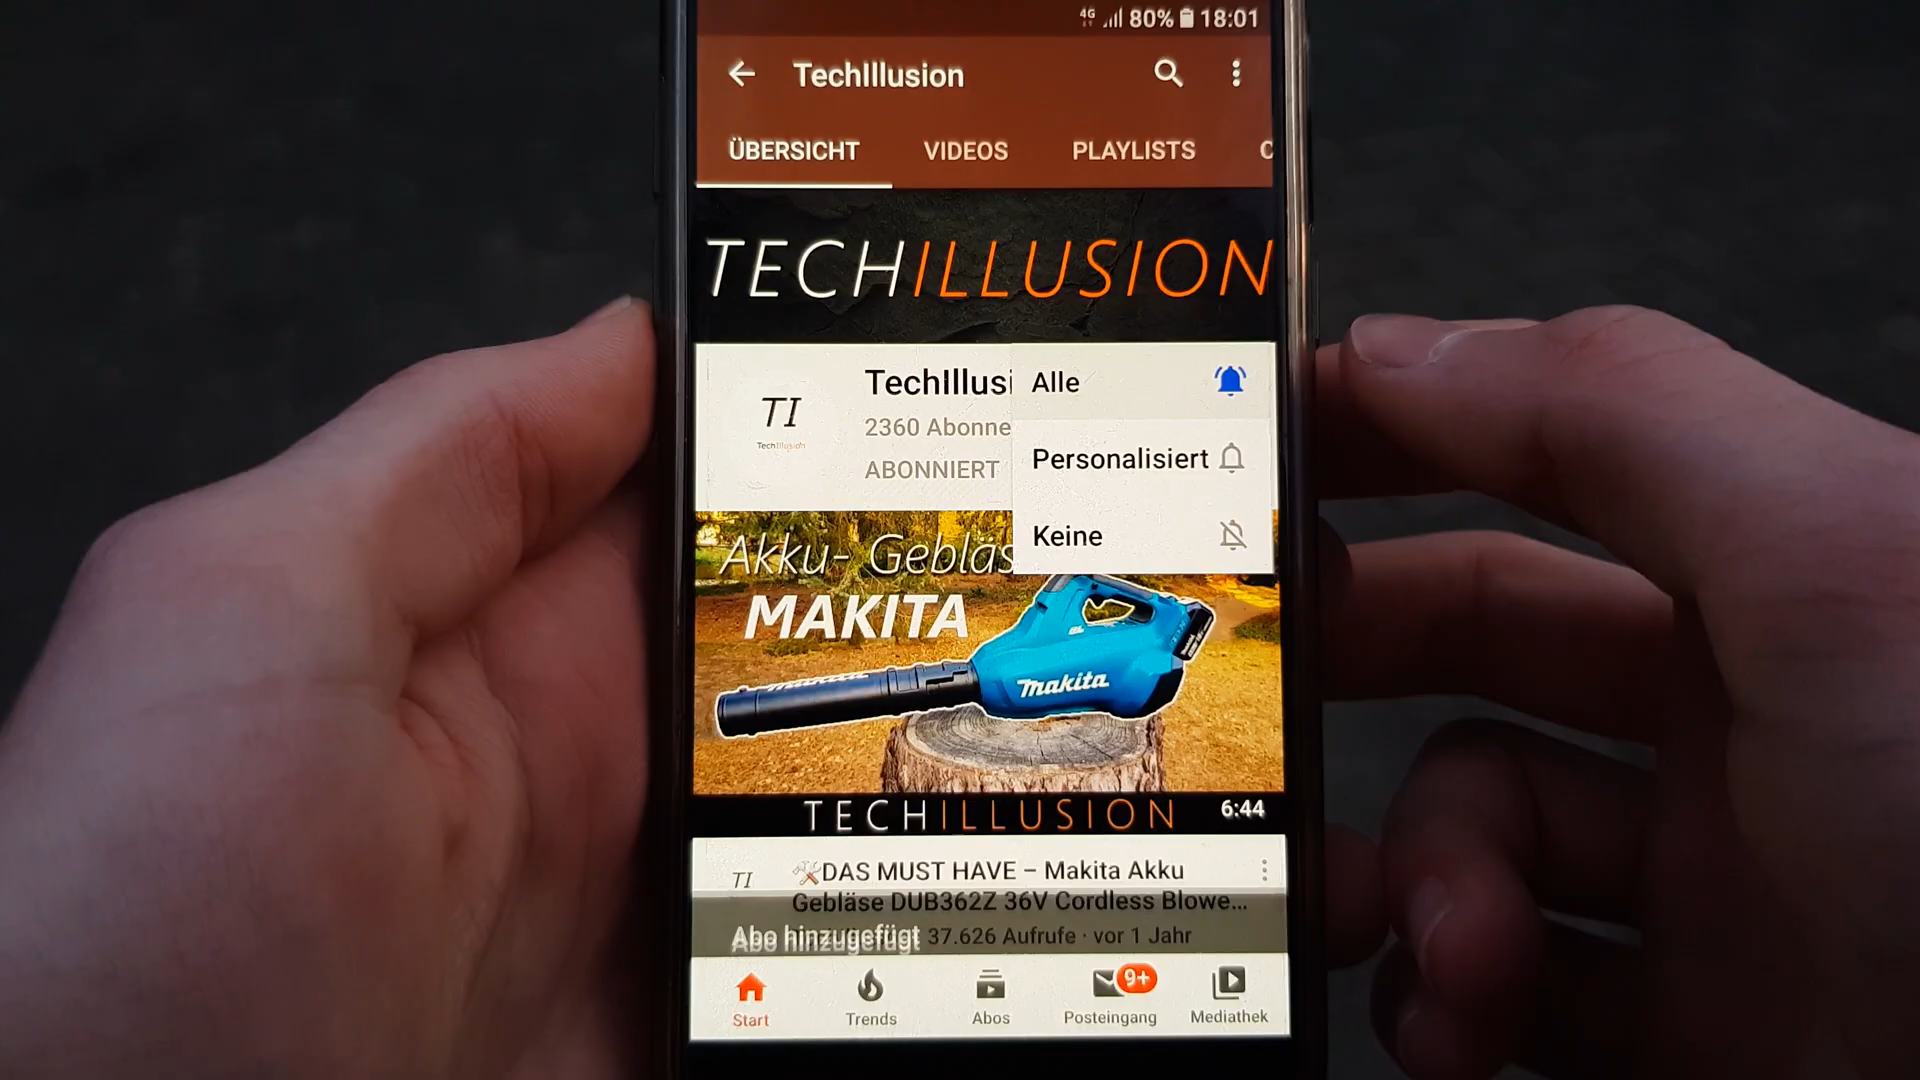 4G 80% 18:01
TechIllusion
ÜBERSICHT VIDEOS PLAYLISTS C
TECHILLUSION
TI
TechIllusion
TechIllusi
2360 Abonne
ABONNIERT
Alle
Personalisiert
Keine
Akku- Gebläs
MAKITA
makita
TECHILLUSION 6:44
TI
🛠DAS MUST HAVE – Makita Akku
Gebläse DUB362Z 36V Cordless Blowe...
37.626 Aufrufe · vor 1 Jahr
Abo hinzugefügt
9+
Start Trends Abos Posteingang Mediathek